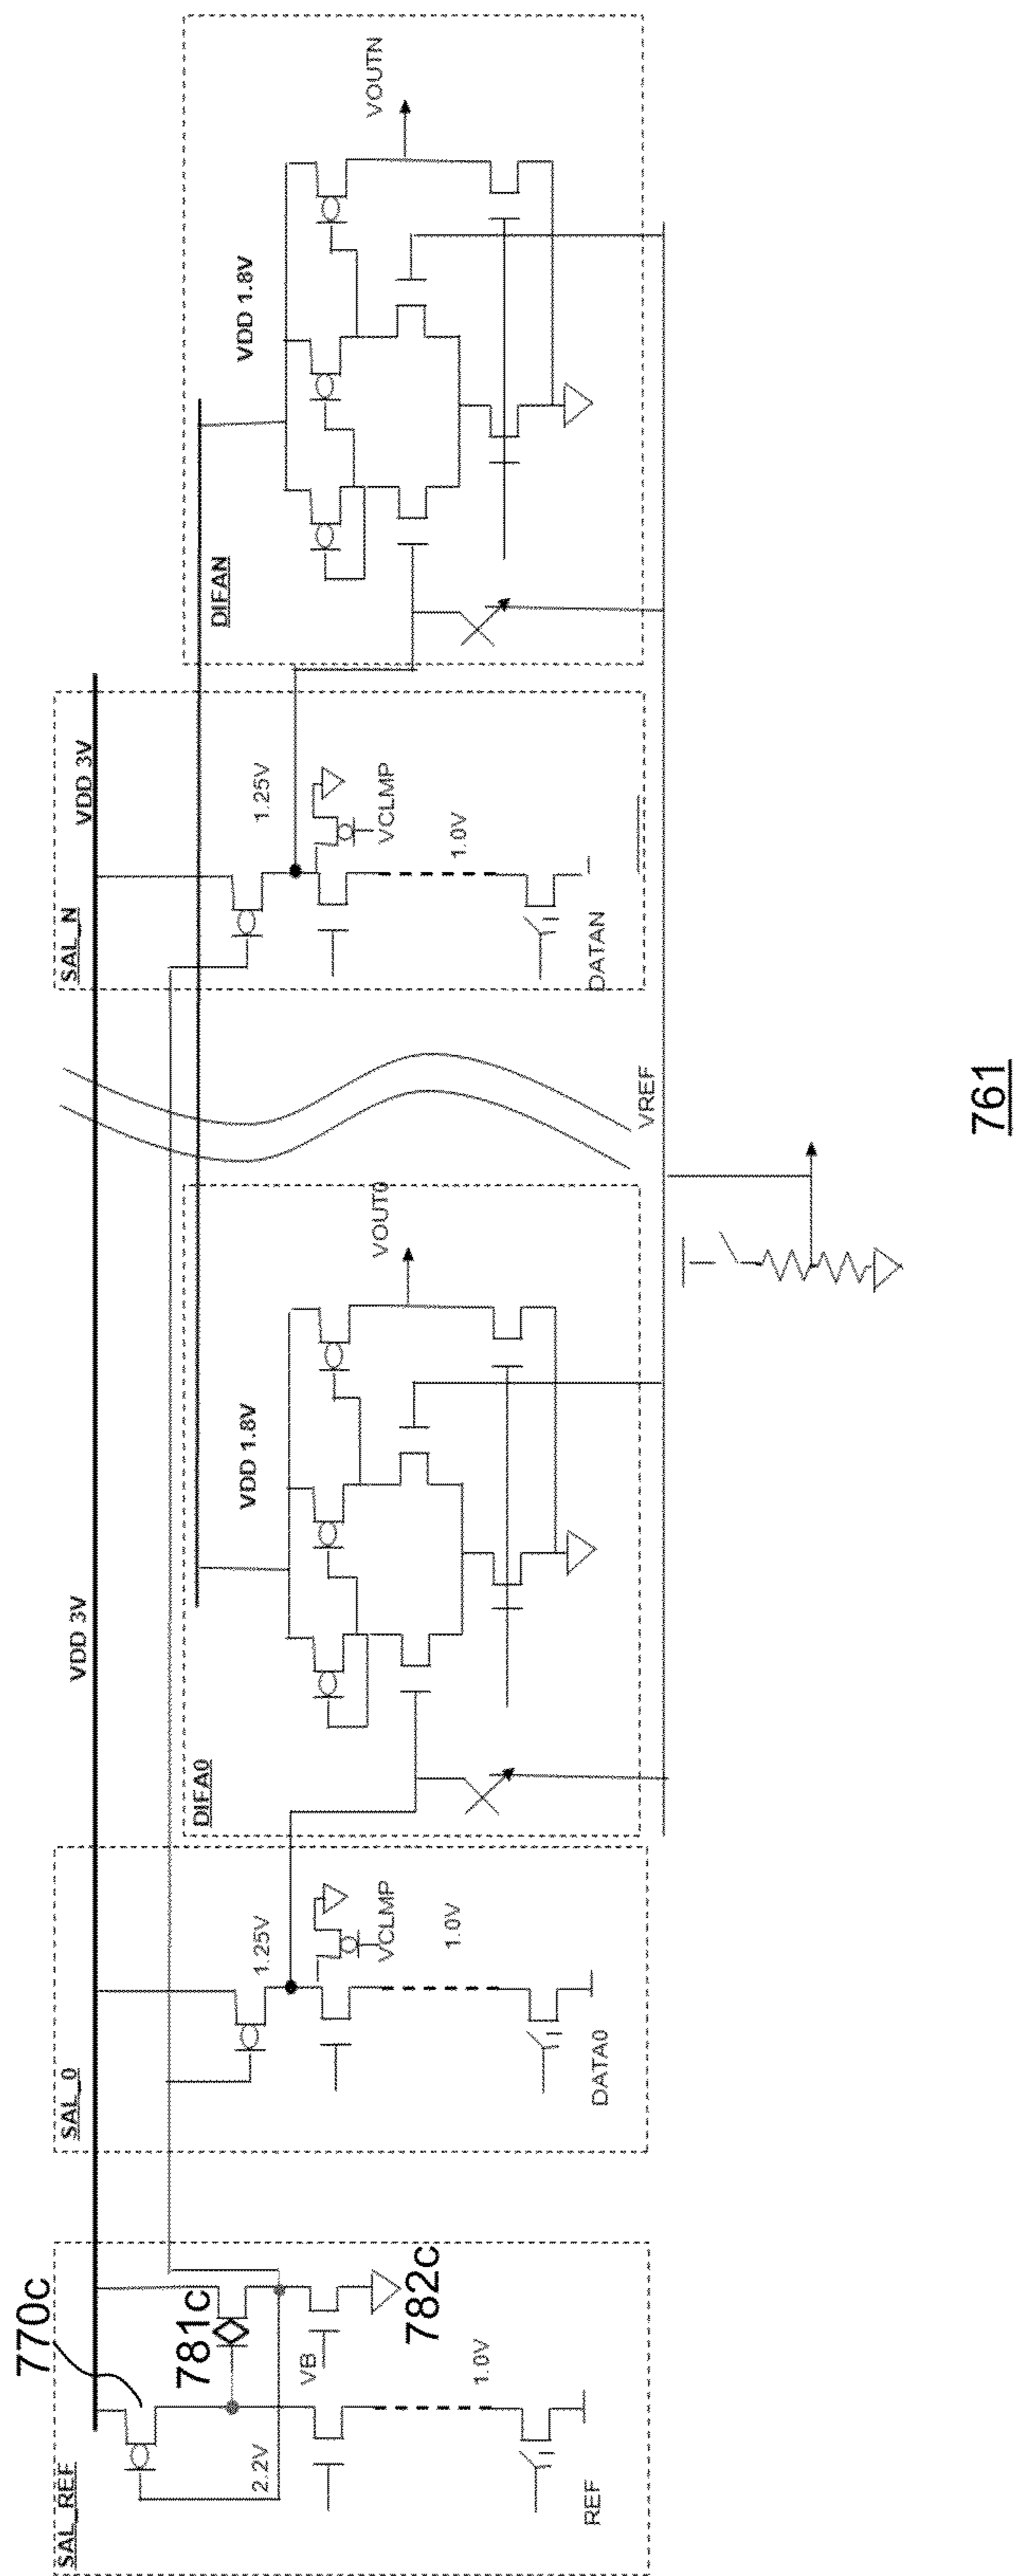 SAL_REF
770c
781c
VB
782c
2.2V
1.0V
REF
VDD 3V
SAL_0
1.25V
VCLMP
1.0V
DATA0
DIFA0
VDD 1.8V
VOUT0
VREF
SAL_N
VDD 3V
1.25V
VCLMP
1.0V
DATAN
DIFAN
VDD 1.8V
VOUTN
761